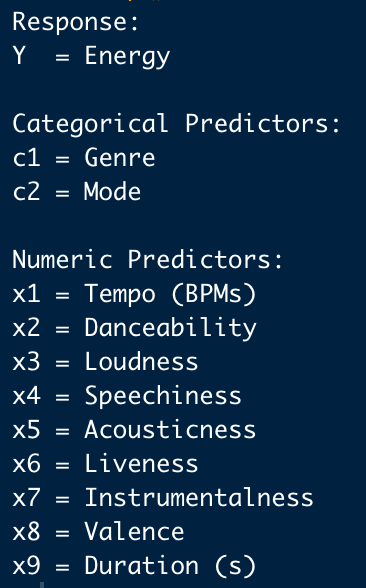 Response:
Y  = Energy
Categorical Predictors:
c1 = Genre
c2 = Mode
Numeric Predictors:
x1 = Tempo (BPMs)
x2 = Danceability
x3 = Loudness
x4 = Speechiness
x5 = Acousticness
x6 = Liveness
x7 = Instrumentalness
x8 = Valence
x9 = Duration (s)